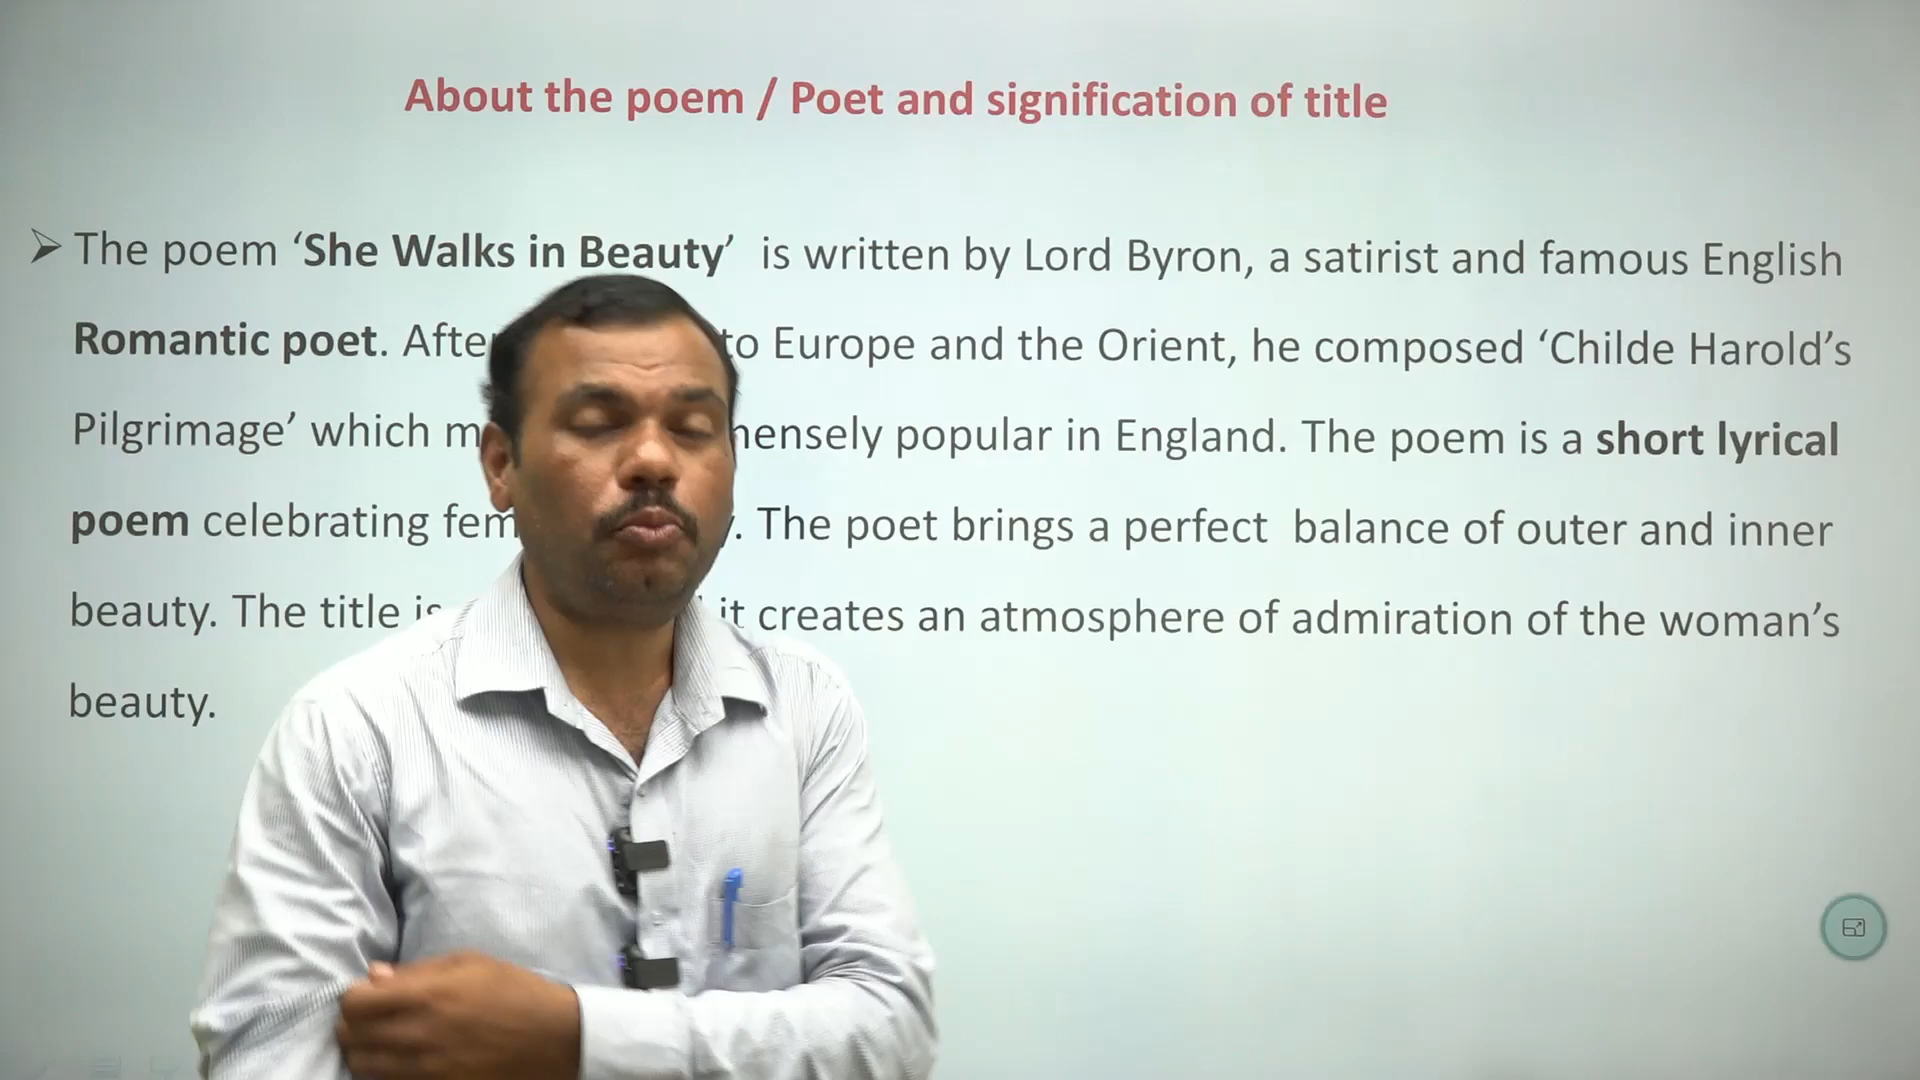 About the poem / Poet and signification of title
➢ The poem ‘She Walks in Beauty’ is written by Lord Byron, a satirist and famous English
Romantic poet. to Europe and the Orient, he composed ‘Childe Harold’s
Pilgrimage’ which popular in England. The poem is a short lyrical
poem celebrating The poet brings a perfect balance of outer and inner
beauty. The title is it creates an atmosphere of admiration of the woman’s
beauty.